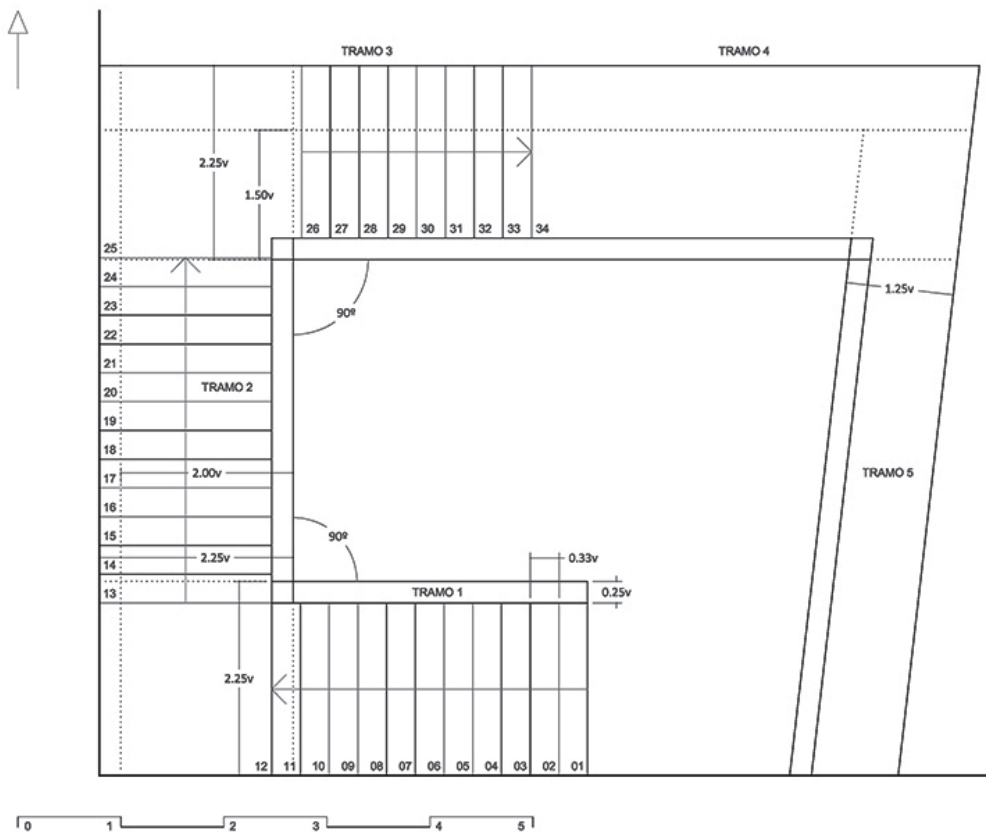 TRAMO 3
TRAMO 4
2.25v
1.50v
26 27 28 29 30 31 32 33 34
25
24
23
22
21
20
19
18
17
16
15
14
13
90º
1.25v
TRAMO 2
2.00v
TRAMO 5
90º
2.25v
0.33v
TRAMO 1
0.25v
2.25v
12 11 10 09 08 07 06 05 04 03 02 01
0 1 2 3 4 5